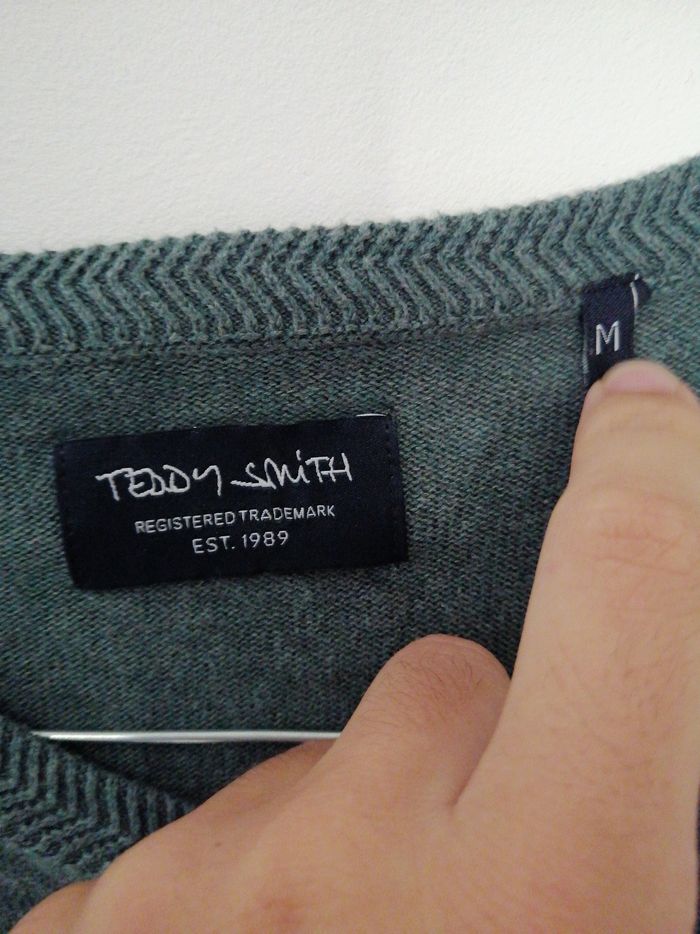 M
TEDDY SMITH
REGISTERED TRADEMARK
EST. 1989